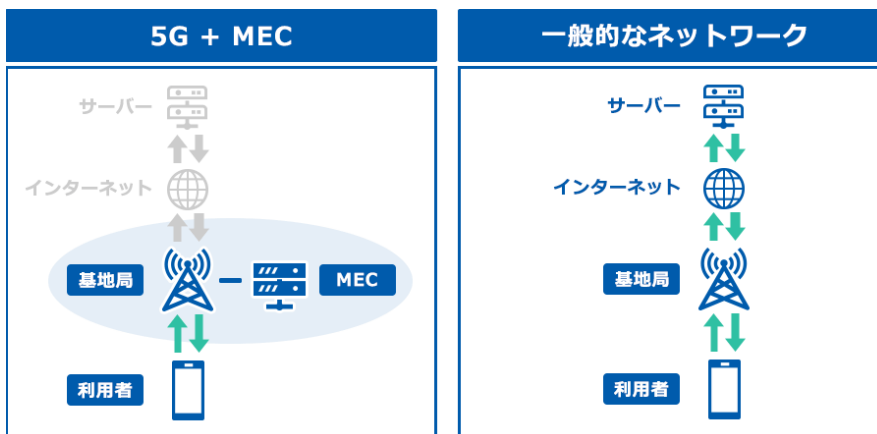 5G + MEC
サーバー
インターネット
基地局
MEC
利用者
一般的なネットワーク
サーバー
インターネット
基地局
利用者